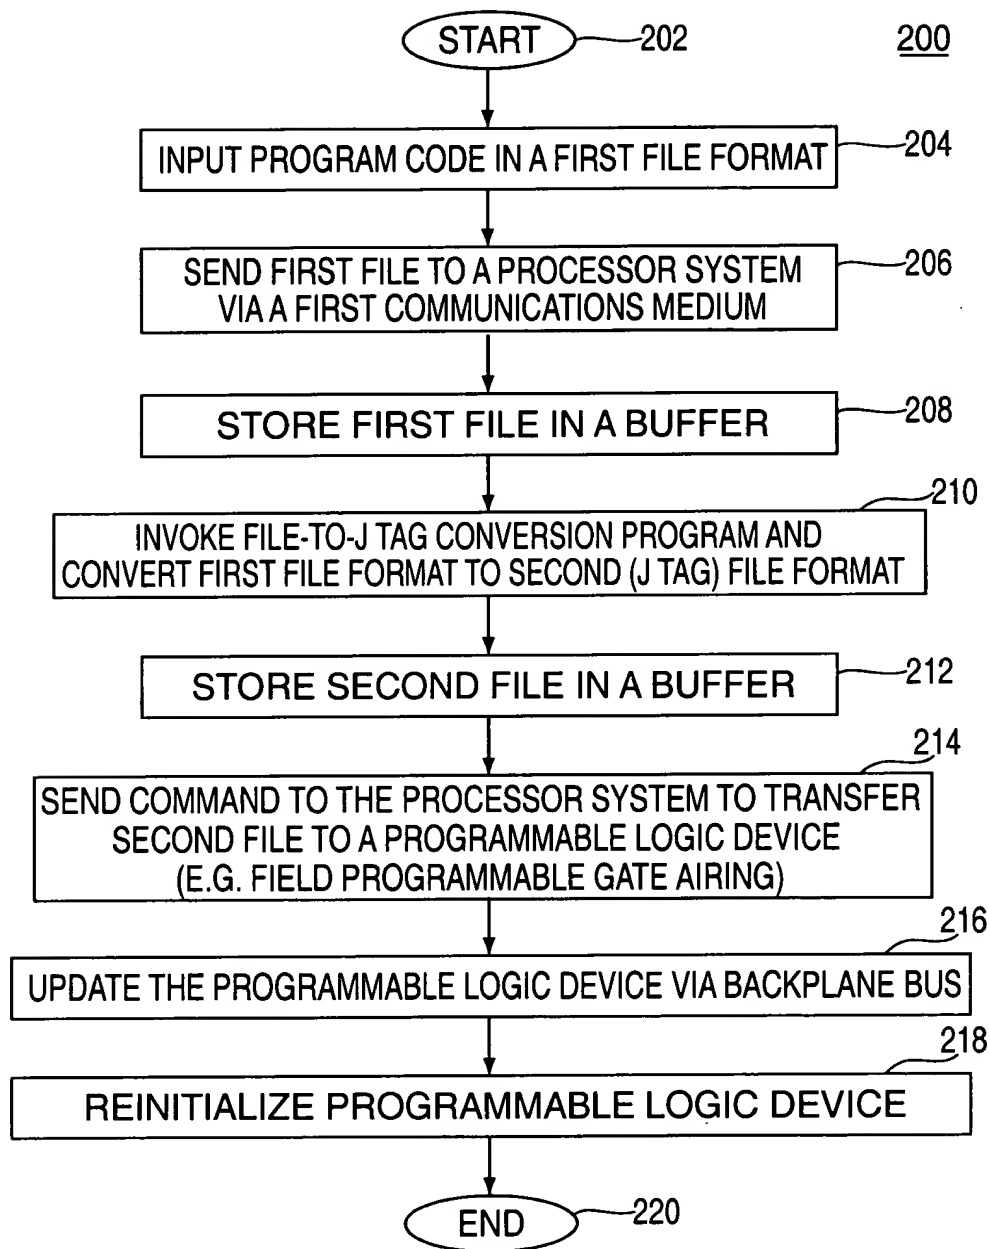 START
202
200
INPUT PROGRAM CODE IN A FIRST FILE FORMAT
204
SEND FIRST FILE TO A PROCESSOR SYSTEM
VIA A FIRST COMMUNICATIONS MEDIUM
206
STORE FIRST FILE IN A BUFFER
208
210
INVOKE FILE-TO-J TAG CONVERSION PROGRAM AND
CONVERT FIRST FILE FORMAT TO SECOND (J TAG) FILE FORMAT
STORE SECOND FILE IN A BUFFER
212
214
SEND COMMAND TO THE PROCESSOR SYSTEM TO TRANSFER
SECOND FILE TO A PROGRAMMABLE LOGIC DEVICE
(E.G. FIELD PROGRAMMABLE GATE AIRING)
216
UPDATE THE PROGRAMMABLE LOGIC DEVICE VIA BACKPLANE BUS
218
REINITIALIZE PROGRAMMABLE LOGIC DEVICE
END
220